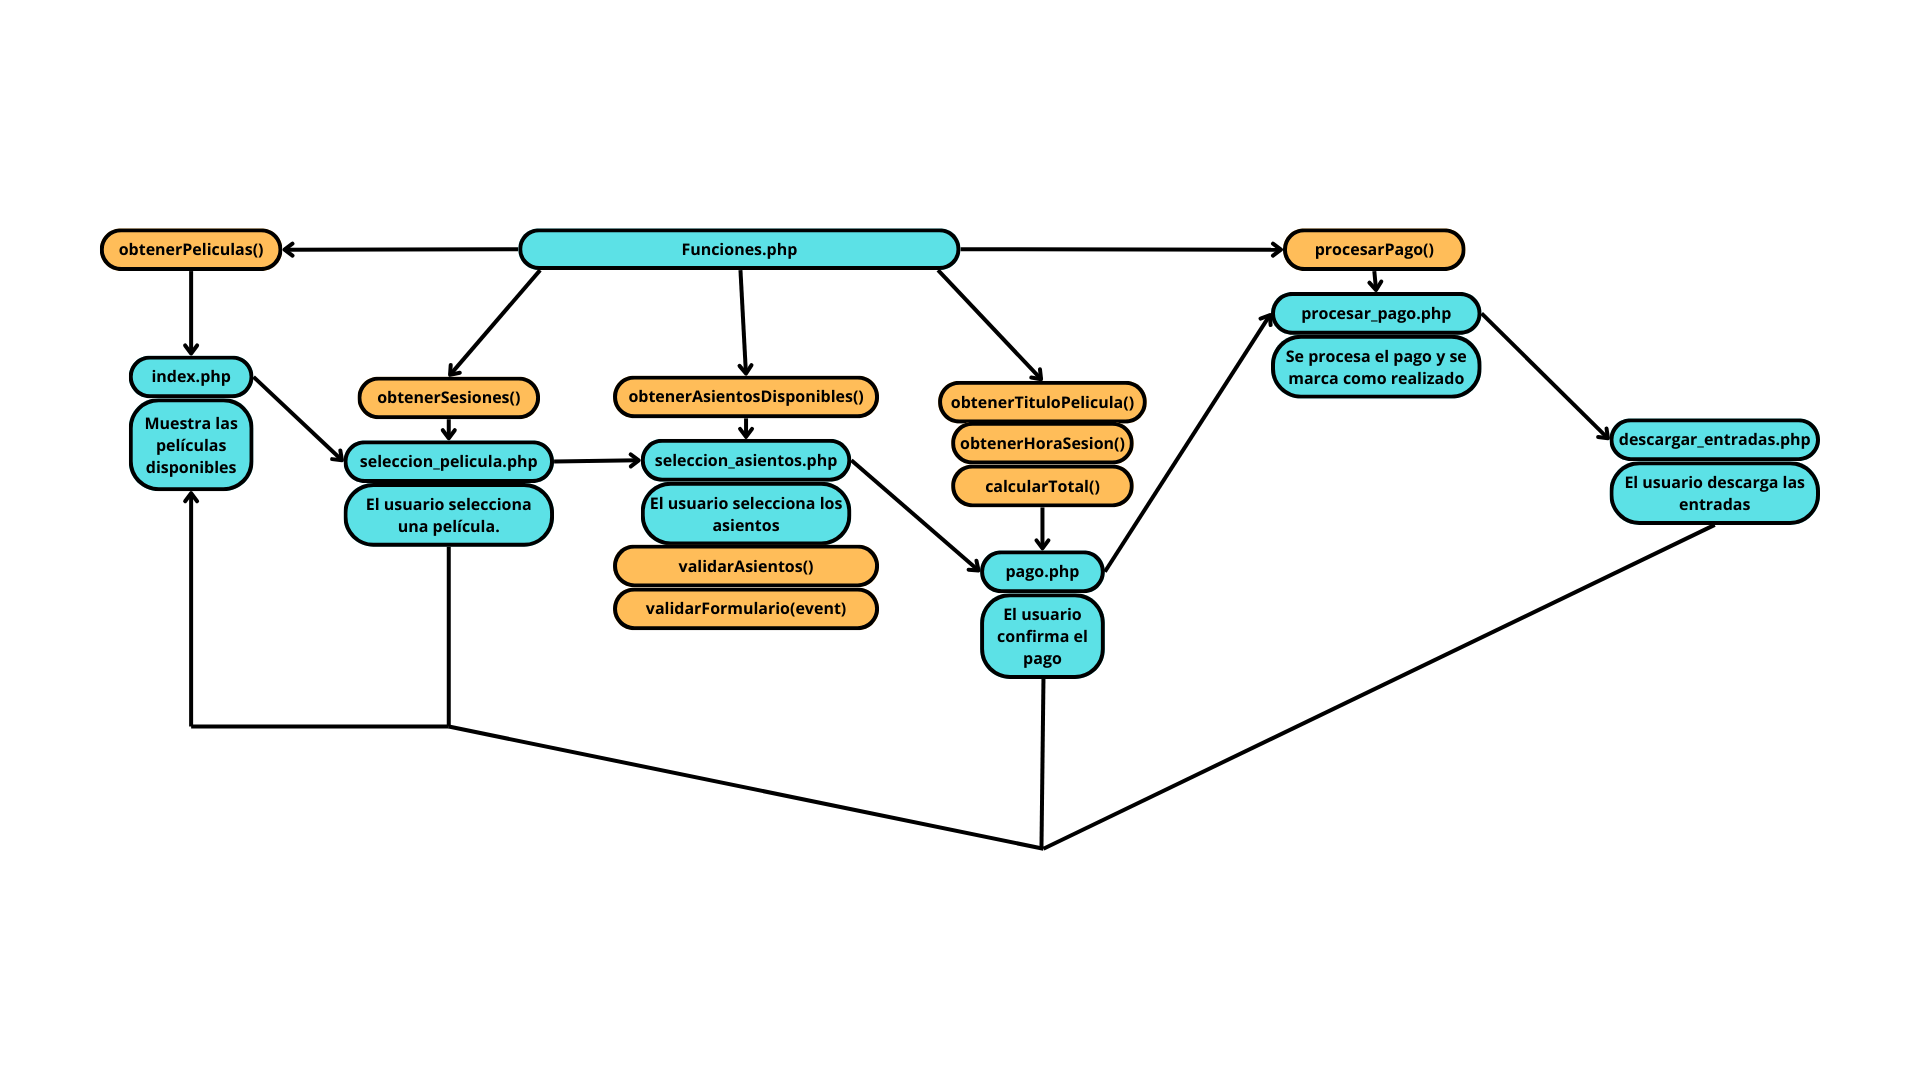 obtenerPeliculas()
Funciones.php
procesarPago()
procesar_pago.php
Se procesa el pago y se
marca como realizado
index.php
Muestra las
películas
disponibles
obtenerSesiones()
seleccion_pelicula.php
El usuario selecciona
una película.
obtenerAsientosDisponibles()
seleccion_asientos.php
El usuario selecciona los
asientos
validarAsientos()
validarFormulario(event)
obtenerTituloPelicula()
obtenerHoraSesion()
calcularTotal()
pago.php
El usuario
confirma el
pago
descargar_entradas.php
El usuario descarga las
entradas